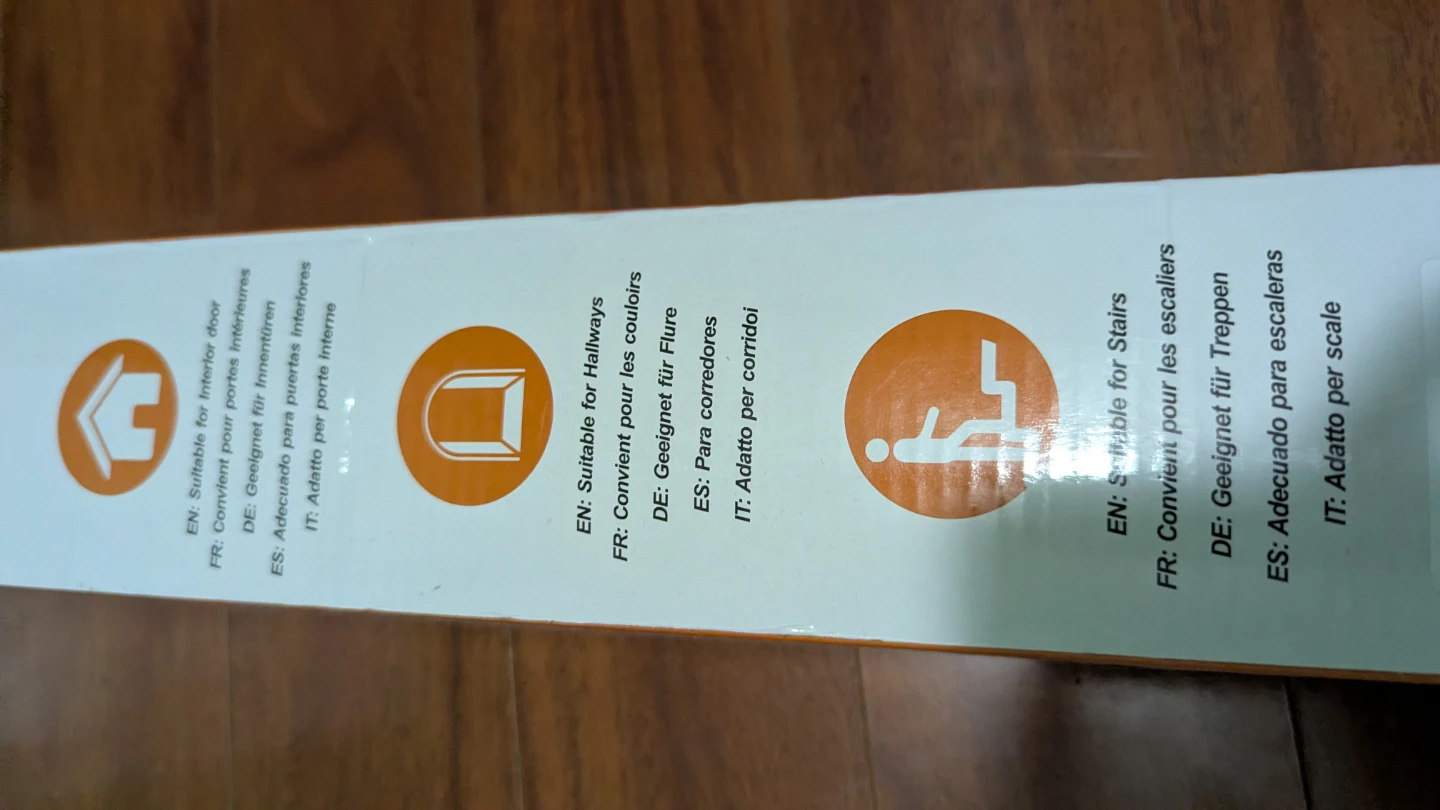 EN: Suitable for Interior door
FR: Convient pour portes intérieures
DE: Geeignet für Innentüren
ES: Adecuado para puertas interiores
IT: Adatto per porte interne
EN: Suitable for Hallways
FR: Convient pour les couloirs
DE: Geeignet für Flure
ES: Para corredores
IT: Adatto per corridoi
EN: Suitable for Stairs
FR: Convient pour les escaliers
DE: Geeignet für Treppen
ES: Adecuado para escaleras
IT: Adatto per scale